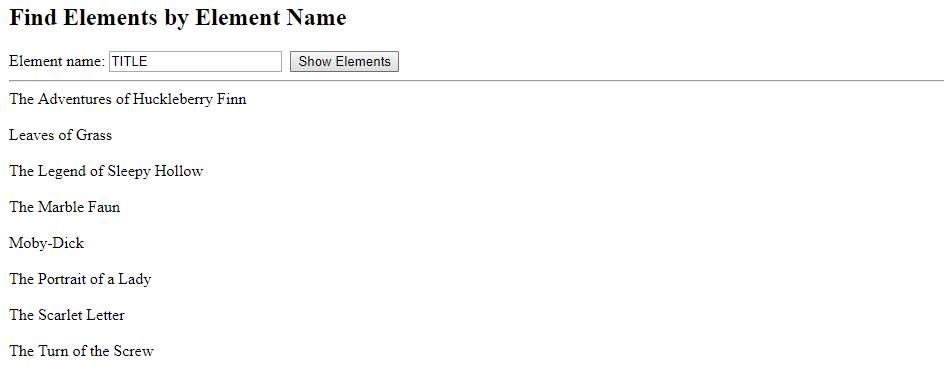 Find Elements by Element Name
Element name: TITLE Show Elements
The Adventures of Huckleberry Finn
Leaves of Grass
The Legend of Sleepy Hollow
The Marble Faun
Moby-Dick
The Portrait of a Lady
The Scarlet Letter
The Turn of the Screw